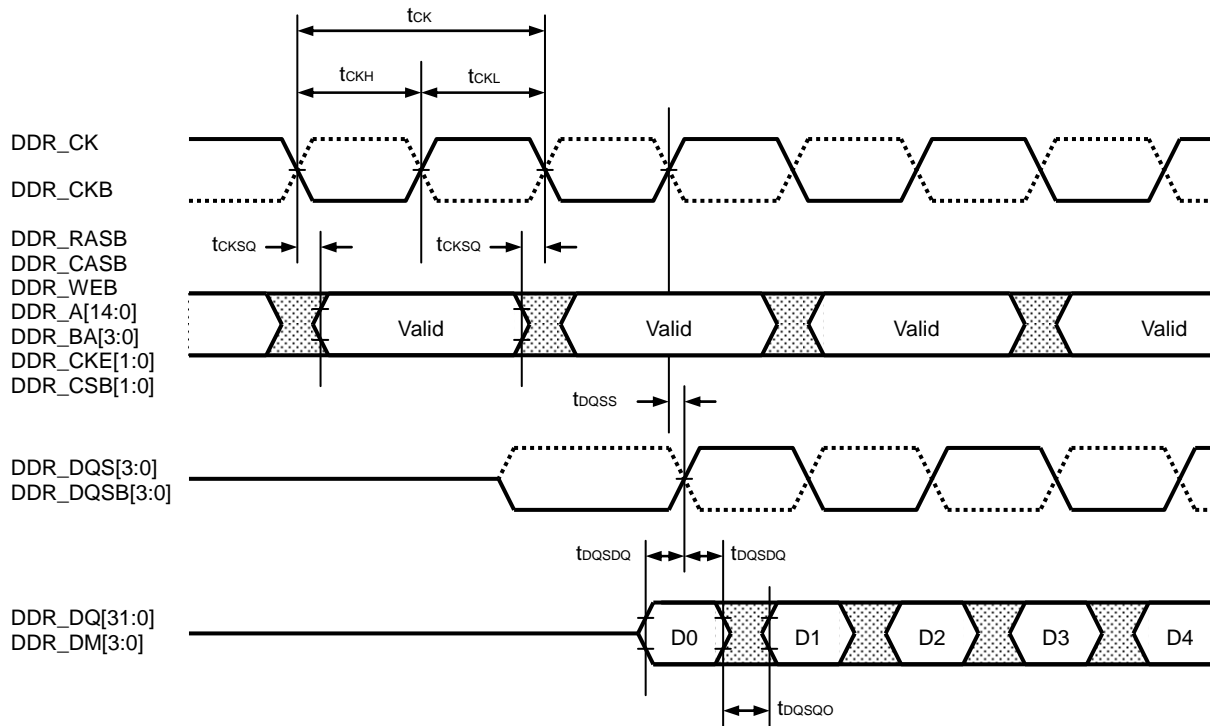 tCK
tCKH
tCKL
DDR_CK
DDR_CKB
DDR_RASB
DDR_CASB
DDR_WEB
DDR_A[14:0]
DDR_BA[3:0]
DDR_CKE[1:0]
DDR_CSB[1:0]
tCKSQ
tCKSQ
Valid
Valid
Valid
Valid
tDQSS
DDR_DQS[3:0]
DDR_DQSB[3:0]
tDQSDQ
tDQSDQ
DDR_DQ[31:0]
DDR_DM[3:0]
D0
D1
D2
D3
D4
tDQSQO